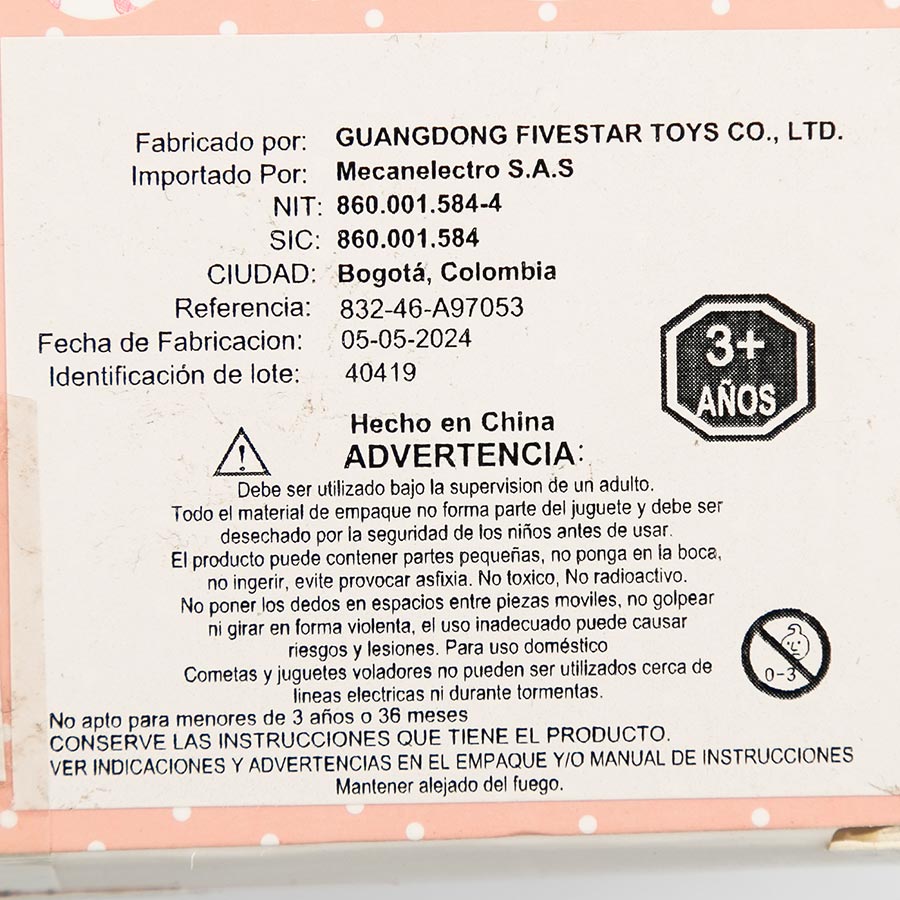 Fabricado por: GUANGDONG FIVESTAR TOYS CO., LTD.
Importado Por: Mecanelectro S.A.S
NIT: 860.001.584-4
SIC: 860.001.584
CIUDAD: Bogotá, Colombia
Referencia: 832-46-A97053
Fecha de Fabricacion: 05-05-2024
Identificación de lote: 40419
3+
AÑOS
Hecho en China
ADVERTENCIA:
Debe ser utilizado bajo la supervision de un adulto.
Todo el material de empaque no forma parte del juguete y debe ser
desechado por la seguridad de los niños antes de usar.
El producto puede contener partes pequeñas, no ponga en la boca,
no ingerir, evite provocar asfixia. No toxico, No radioactivo.
No poner los dedos en espacios entre piezas moviles, no golpear
ni girar en forma violenta, el uso inadecuado puede causar
riesgos y lesiones. Para uso doméstico
Cometas y juguetes voladores no pueden ser utilizados cerca de
lineas electricas ni durante tormentas.
0-3
No apto para menores de 3 años o 36 meses
CONSERVE LAS INSTRUCCIONES QUE TIENE EL PRODUCTO.
VER INDICACIONES Y ADVERTENCIAS EN EL EMPAQUE Y/O MANUAL DE INSTRUCCIONES
Mantener alejado del fuego.